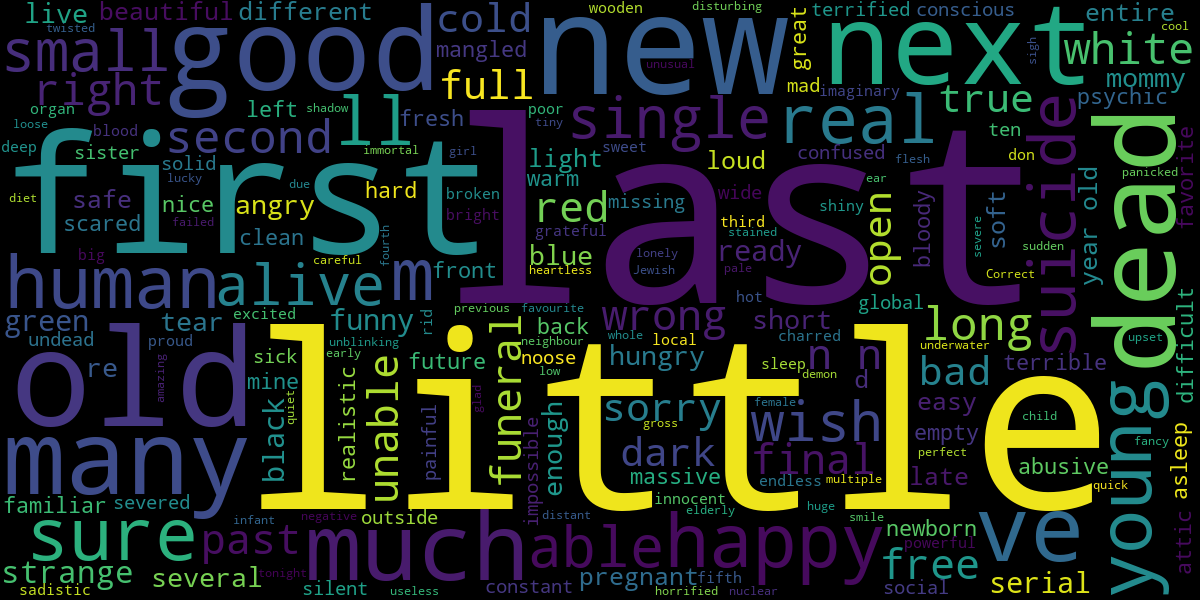 live
twisted
beautiful
different
good
cold
wooden
disturbing
new
great
terrified
conscious
entire
cool
small
mangled
unusual
next
sigh
white
right
full
mad
imaginary
mommy
psychic
organ
shadow
left
ll
fresh
poor
tiny
single
real
true
ten
don
loose
blood
second
deep
sister
immortal
girl
sweet
light
loud
confused
flesh
suicide
dead
panicked
favorite
first
solid
lucky
due
hard
broken
warm
last
ear
year old
diet
safe
nice
angry
bright
red
missing
wide
third
shiny
bloody
open
soft
severe
scared
failed
clean
fourth
grateful
stained
sudden
big
careful
heartless
blue
lonely
Jewish
pale
ready
Correct
human
alive
m
front
hot
global
difficult
green
tear
excited
funny
rid
previous
favourite
wrong
short
long
undead
proud
unblinking
back
neighbour
whole
local
charred
underwater
upset
old
re
amazing
sick
early
future
noose
hungry
sleep
n n
terrible
mine
quiet
realistic
unable
glad
funeral
low
demon
d
bad
young
black
painful
impossible
enough
sorry
gross
female
wish
easy
child
fancy
many
little
dark
final
empty
perfect
abusive
asleep
familiar
severed
massive
endless
multiple
late
quick
innocent
elderly
huge
sure
infant
negative
outside
distant
smile
newborn
past
much
able
happy
powerful
ve
attic
strange
several
tonight
pregnant
fifth
free
sadistic
silent
useless
constant
horrified
nuclear
social
serial